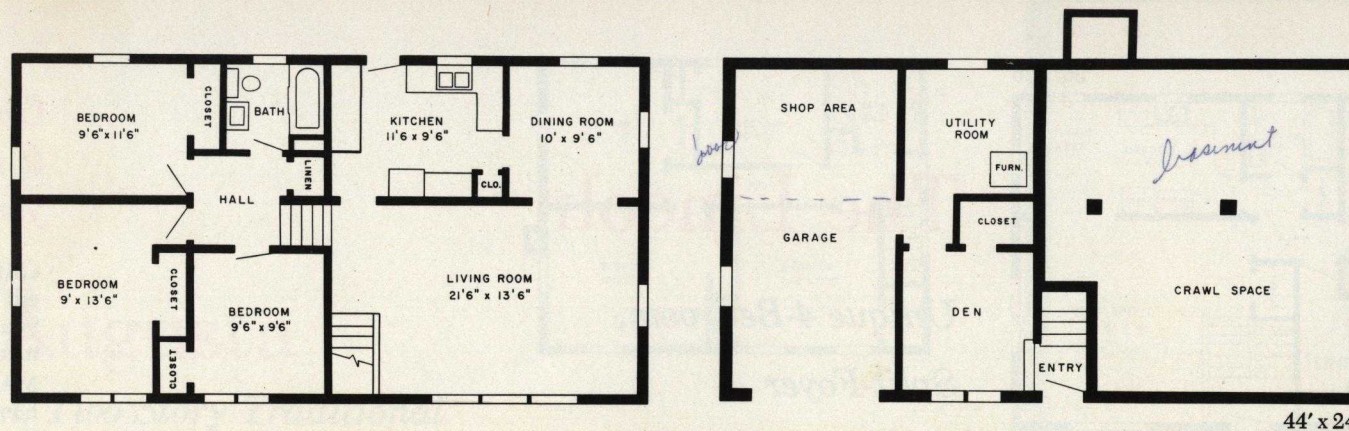 BEDROOM
9'6"x11'6"
CLOSET
BATH
KITCHEN
11'6 x 9'6"
DINING ROOM
10' x 9'6"
LINEN
CLO.
HALL
BEDROOM
9' x 13'6"
CLOSET
BEDROOM
9'6"x 9'6"
CLOSET
LIVING ROOM
21'6" x 13'6"
SHOP AREA
UTILITY
ROOM
FURN.
basement
CLOSET
GARAGE
DEN
CRAWL SPACE
ENTRY
44' x 24